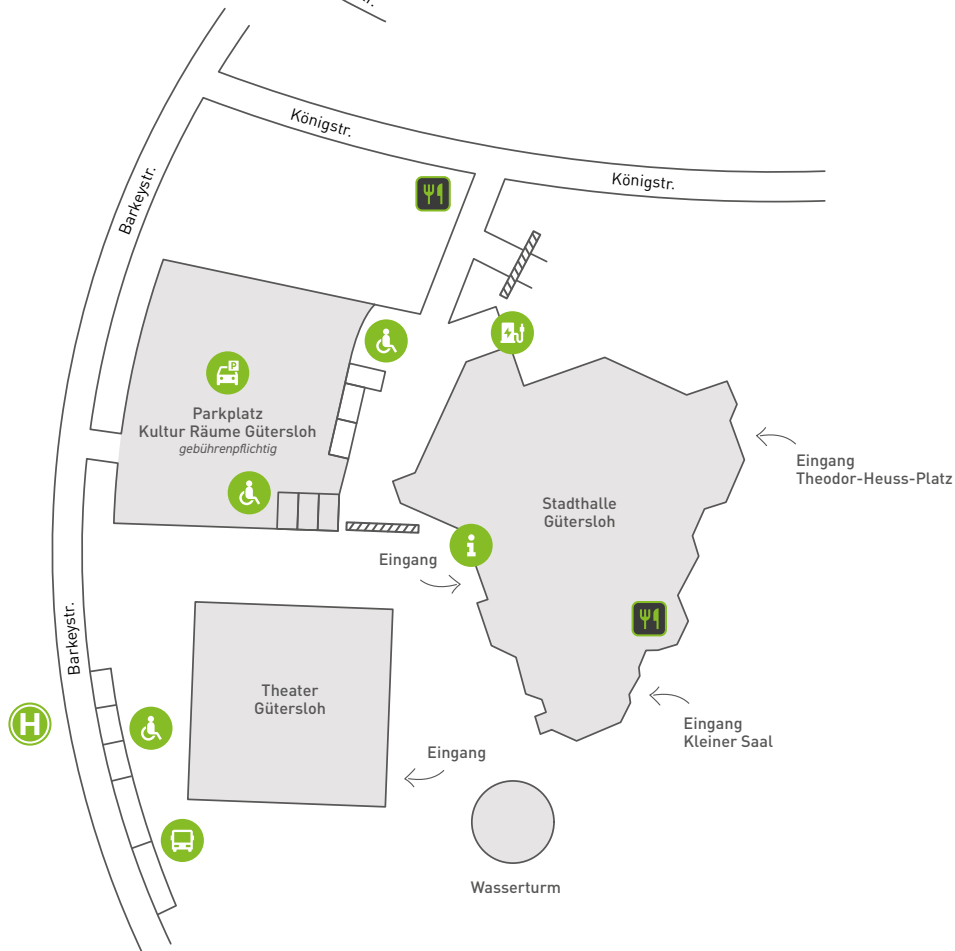 Königstr.
Königstr.
Barkeystr.
P
Parkplatz
Kultur Räume Gütersloh
gebührenpflichtig
Eingang
Theodor-Heuss-Platz
Stadthalle
Gütersloh
i
Eingang
Barkeystr.
Theater
Gütersloh
H
Eingang
Kleiner Saal
Eingang
Wasserturm